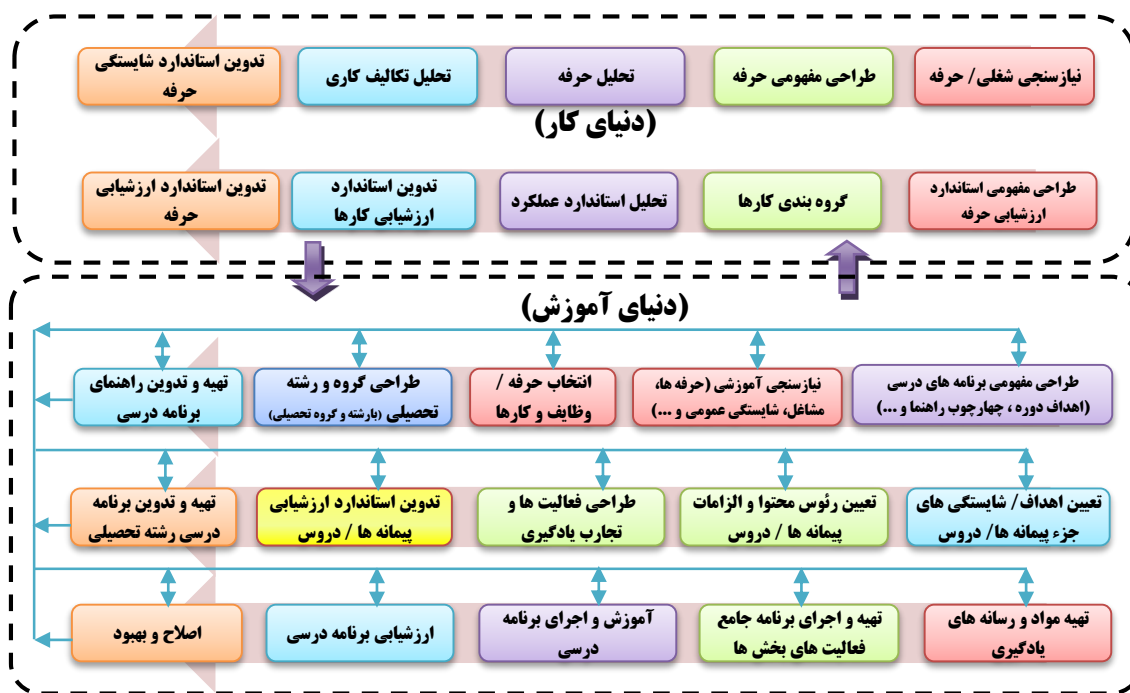 نیازسنجی شغلی/ حرفه
طراحی مفهومی حرفه
تحلیل حرفه
تحلیل تکالیف کاری
تدوین استاندارد شایستگی
حرفه
(دنیای کار)
طراحی مفهومی استاندارد
ارزشیابی حرفه
گروه بندی کارها
تحلیل استاندارد عملکرد
تدوین استاندارد
ارزشیابی کارها
تدوین استاندارد ارزشیابی
حرفه
(دنیای آموزش)
طراحی مفهومی برنامه های درسی
(اهداف دوره ، چهارچوب راهنما و ...)
نیازسنجی آموزشی (حرفه ها،
مشاغل، شایستگی عمومی و ...)
انتخاب حرفه /
وظایف و کارها
طراحی گروه و رشته
تحصیلی (بارشته و گروه تحصیلی)
تهیه و تدوین راهنمای
برنامه درسی
تعیین اهداف/ شایستگی های
جزء پیمانه ها/ دروس
تعیین رئوس محتوا و الزامات
پیمانه ها / دروس
طراحی فعالیت ها و
تجارب یادگیری
تدوین استاندارد ارزشیابی
پیمانه ها / دروس
تهیه و تدوین برنامه
درسی رشته تحصیلی
تهیه مواد و رسانه های
یادگیری
تهیه و اجرای برنامه جامع
فعالیت های بخش ها
آموزش و اجرای برنامه
درسی
ارزشیابی برنامه درسی
اصلاح و بهبود